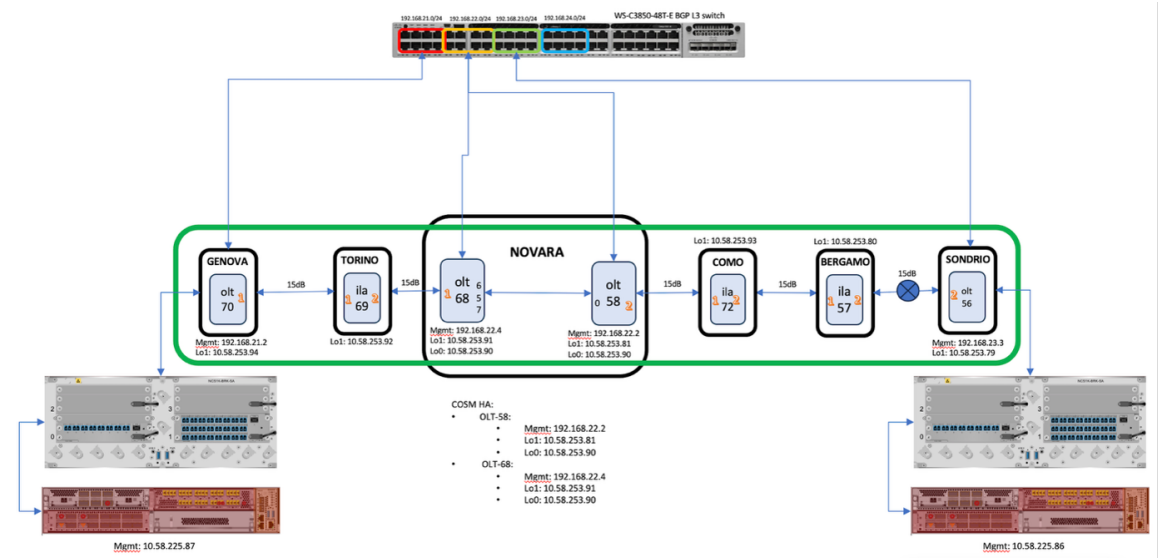 192.168.21.0/24 192.168.22.0/24 192.168.23.0/24 192.168.24.0/24
WS-C3850-48T-E BGP L3 switch
NOVARA
Lo1: 10.58.253.93
Lo1: 10.58.253.80
GENOVA
TORINO
COMO
BERGAMO
SONDRIO
olt
1
70
15dB
ila
1 2
69
15dB
olt
68
1
6
5
7
olt
58
0
2
15dB
ila
1 2
72
15dB
ila
1 2
57
15dB
olt
2
56
Mgmt: 192.168.21.2
Lo1: 10.58.253.94
Lo1: 10.58.253.92
Mgmt: 192.168.22.4
Lo1: 10.58.253.91
Lo0: 10.58.253.90
Mgmt: 192.168.22.2
Lo1: 10.58.253.81
Lo0: 10.58.253.90
Mgmt: 192.168.23.3
Lo1: 10.58.253.79
2
3
0
1
2
3
0
1
COSM HA:
• OLT-58:
• Mgmt: 192.168.22.2
• Lo1: 10.58.253.81
• Lo0: 10.58.253.90
• OLT-68:
• Mgmt: 192.168.22.4
• Lo1: 10.58.253.91
• Lo0: 10.58.253.90
Mgmt: 10.58.225.87
Mgmt: 10.58.225.86